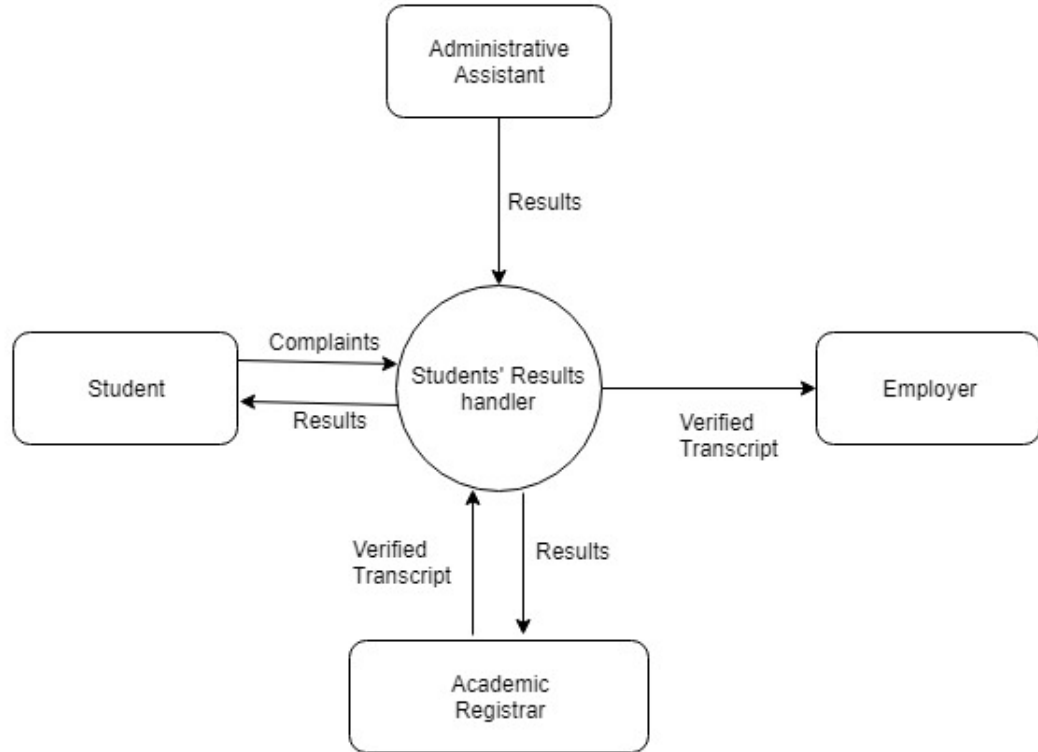 Administrative
Assistant
Results
Complaints
Student
Results
Students' Results
handler
Verified
Transcript
Employer
Verified
Transcript
Results
Academic
Registrar